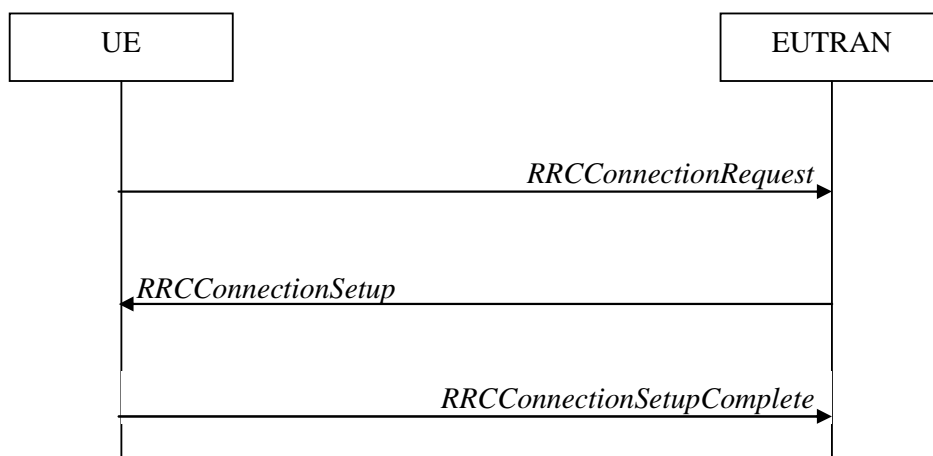 UE
EUTRAN
RRCConnectionRequest
RRCConnectionSetup
RRCConnectionSetupComplete